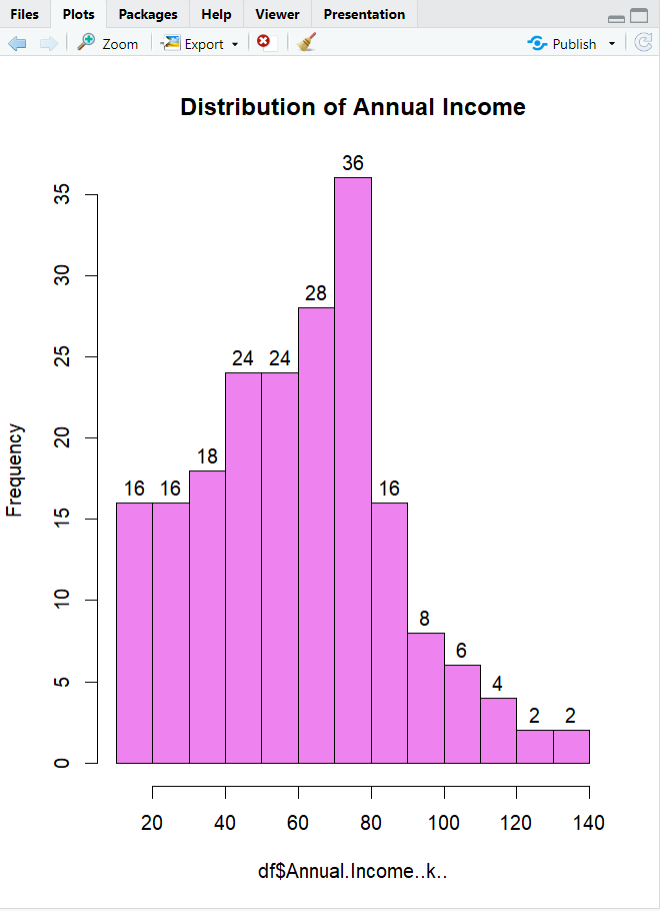 Files Plots Packages Help Viewer Presentation
Zoom Export Publish
Distribution of Annual Income
36
35
30
28
25
24 24
20
18
16 16 16
15
10
8
6
5
4
2 2
0
Frequency
20 40 60 80 100 120 140
df$Annual.Income..k..